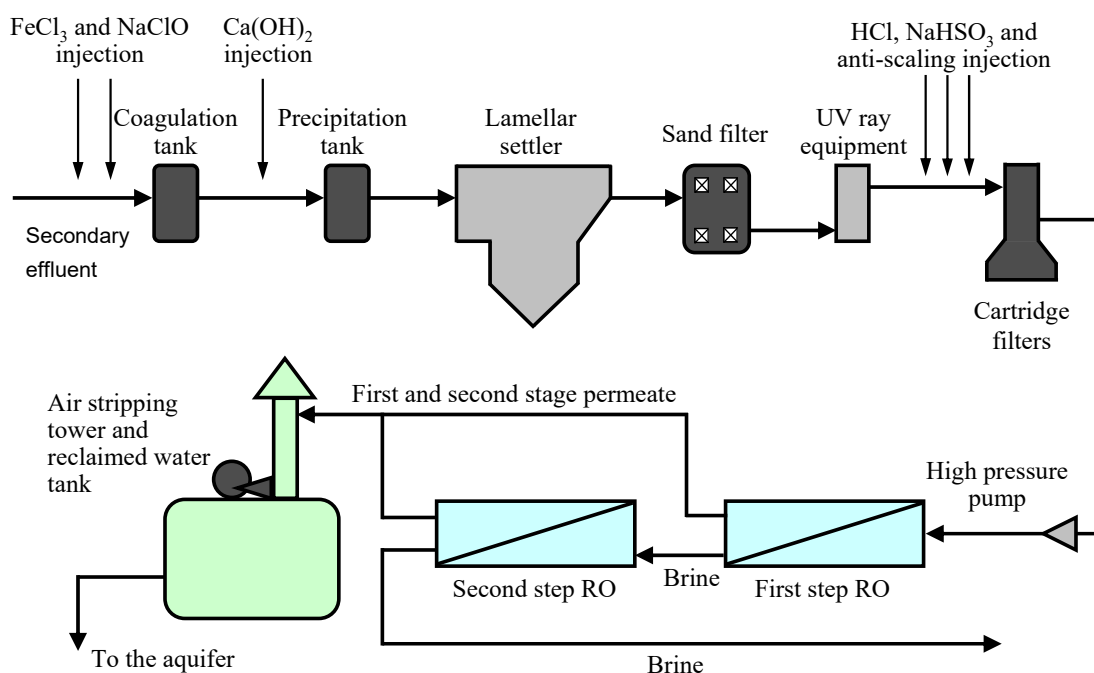 FeCl3 and NaClO
injection
Ca(OH)2
injection
HCl, NaHSO3 and
anti-scaling injection
Coagulation
tank
Precipitation
tank
Lamellar
settler
Sand filter
UV ray
equipment
Secondary
effluent
Cartridge
filters
Air stripping
tower and
reclaimed water
tank
First and second stage permeate
High pressure
pump
Brine
Second step RO
First step RO
To the aquifer
Brine